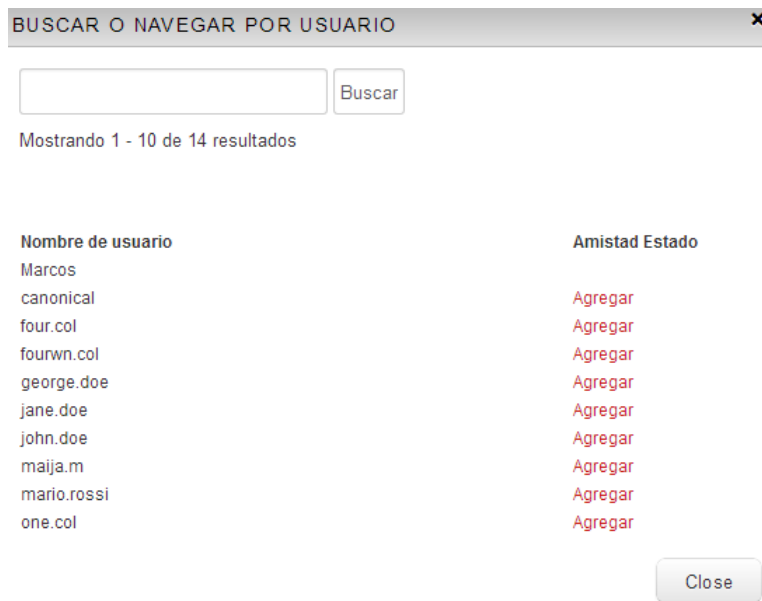 BUSCAR O NAVEGAR POR USUARIO
Buscar
Mostrando 1 - 10 de 14 resultados
Nombre de usuario Amistad Estado
Marcos
canonical Agregar
four.col Agregar
fourwn.col Agregar
george.doe Agregar
jane.doe Agregar
john.doe Agregar
maija.m Agregar
mario.rossi Agregar
one.col Agregar
Close